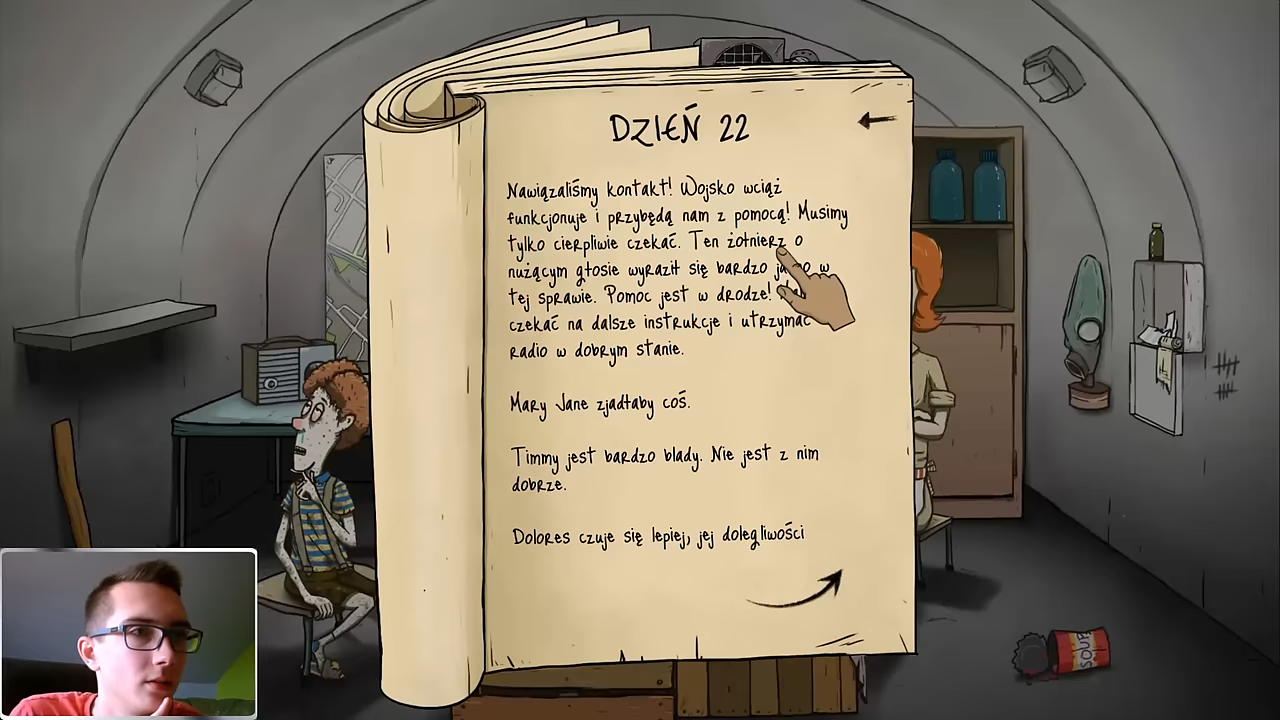 DZIEŃ 22
Nawiązaliśmy kontakt! Wojsko wciąż
funkcjonuje i przybędą nam z pomocą! Musimy
tylko cierpliwie czekać. Ten żołnierz o
nużącym głosie wyraził się bardzo w
tej sprawie. Pomoc jest w drodze!
czekać na dalsze instrukcje i utrzymać
radio w dobrym stanie.
Mary Jane zjadłaby coś.
Timmy jest bardzo blady. Nie jest z nim
dobrze.
Dolores czuje się lepiej, jej dolegliwości
SOUP